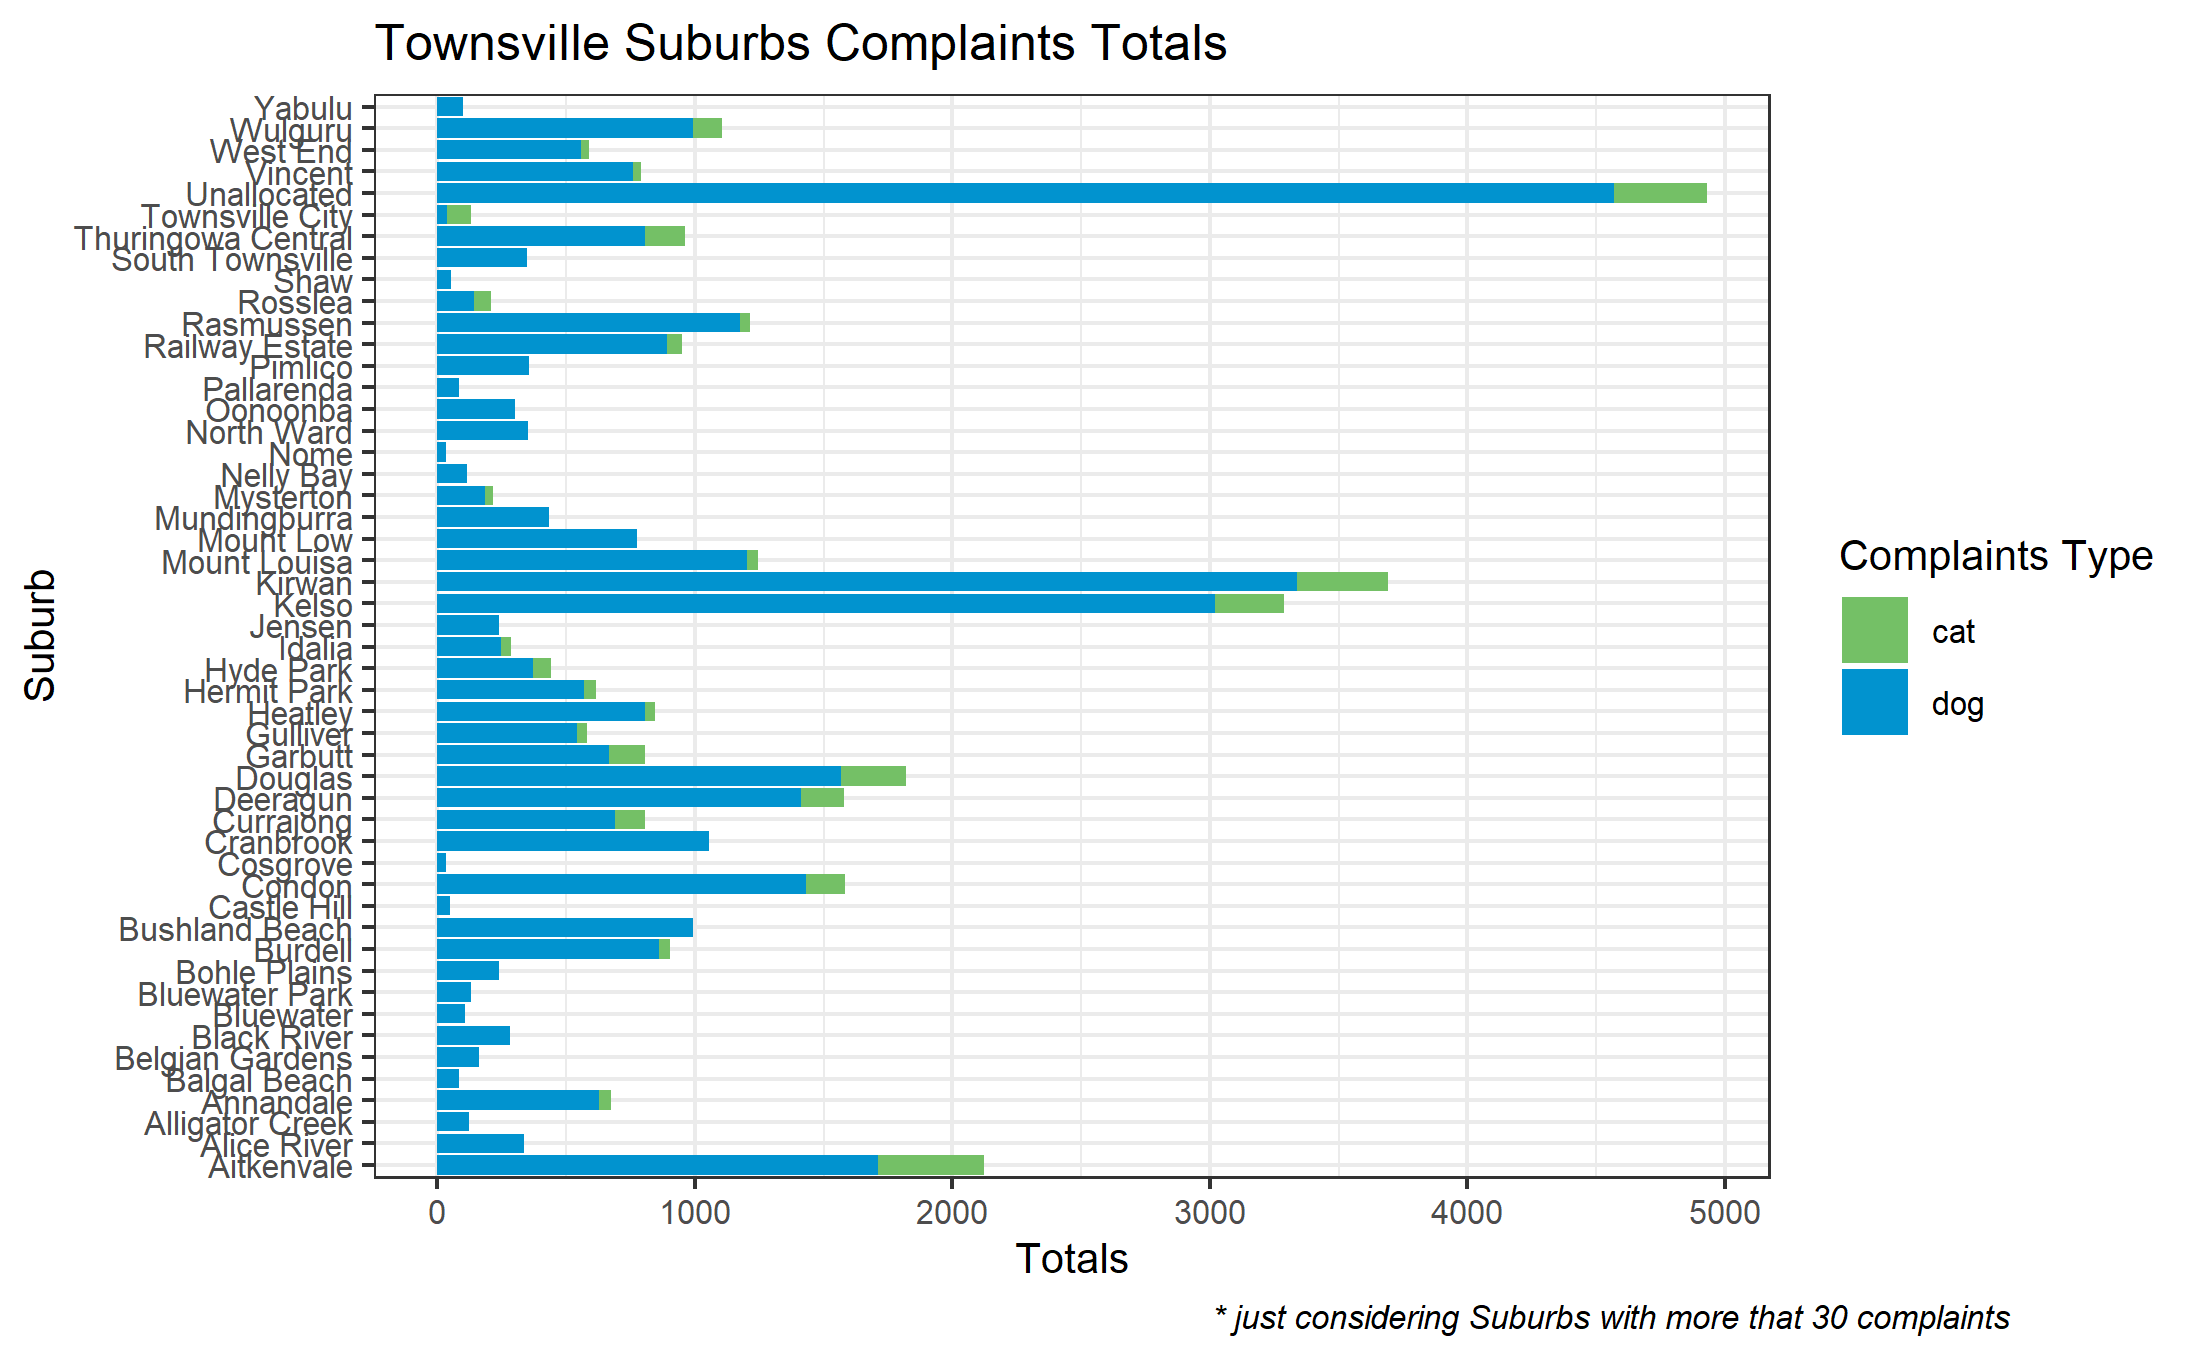 Townsville Suburbs Complaints Totals
Yabulu
Wulguru
West End
Vincent
Unallocated
Townsville City
Thuringowa Central
South Townsville
Shaw
Rosslea
Rasmussen
Railway Estate
Pimlico
Pallarenda
Oonoonba
North Ward
Nome
Nelly Bay
Mysterton
Mundingburra
Mount Low
Mount Louisa
Kirwan
Kelso
Jensen
Idalia
Hyde Park
Hermit Park
Heatley
Gulliver
Garbutt
Douglas
Deeragun
Currajong
Cranbrook
Cosgrove
Condon
Castle Hill
Bushland Beach
Burdell
Bohle Plains
Bluewater Park
Bluewater
Black River
Belgian Gardens
Balgal Beach
Annandale
Alligator Creek
Alice River
Aitkenvale
Suburb
0 1000 2000 3000 4000 5000
Totals
Complaints Type
cat
dog
* just considering Suburbs with more that 30 complaints